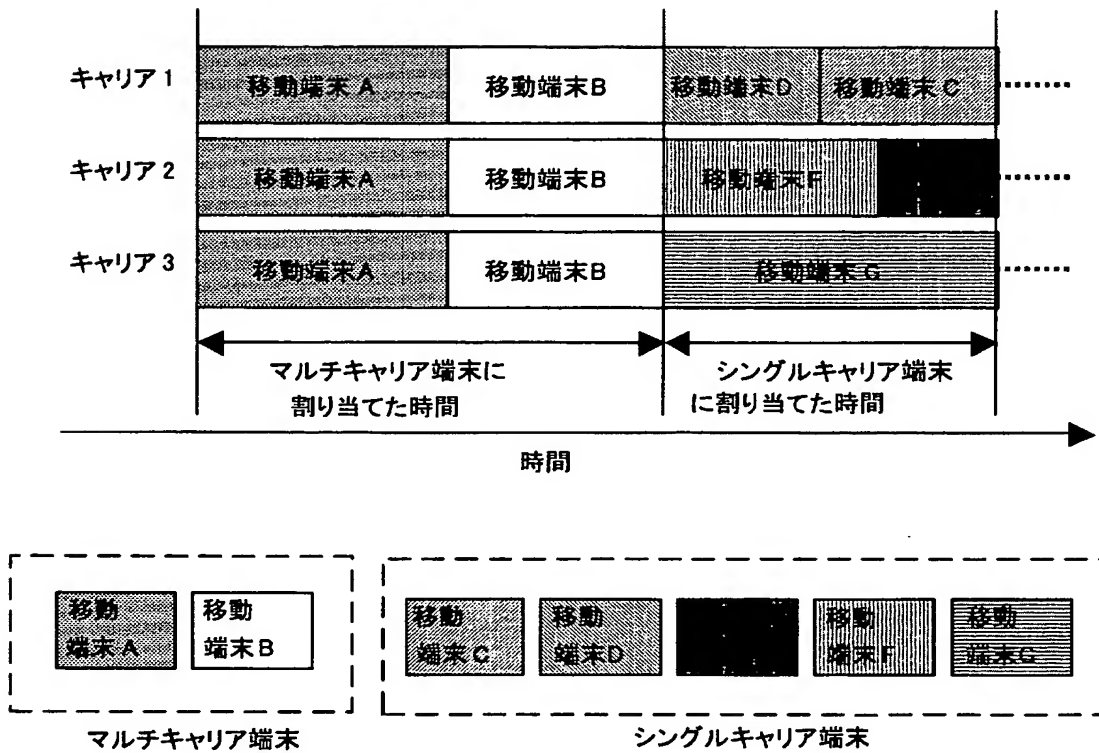 キャリア 1
移動端末 A
移動端末B
移動端末D
移動端末 C
キャリア 2
移動端末A
移動端末B
移動端末F
キャリア 3
移動端末A
移動端末B
移動端末 G
マルチキャリア端末に
割り当てた時間
シングルキャリア端末
に割り当てた時間
時間
移動
端末A
移動
端末B
移動
端末C
移動
端末D
移動
端末F
移動
端末G
マルチキャリア端末
シングルキャリア端末